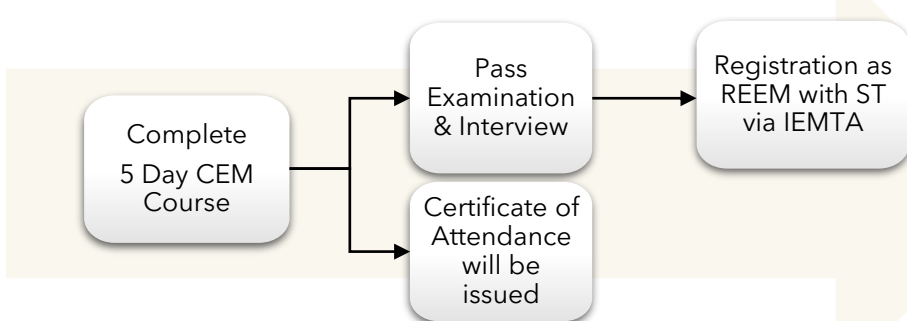 Complete
5 Day CEM
Course
Pass
Examination
& Interview
Registration as
REEM with ST
via IEMTA
Certificate of
Attendance
will be
issued